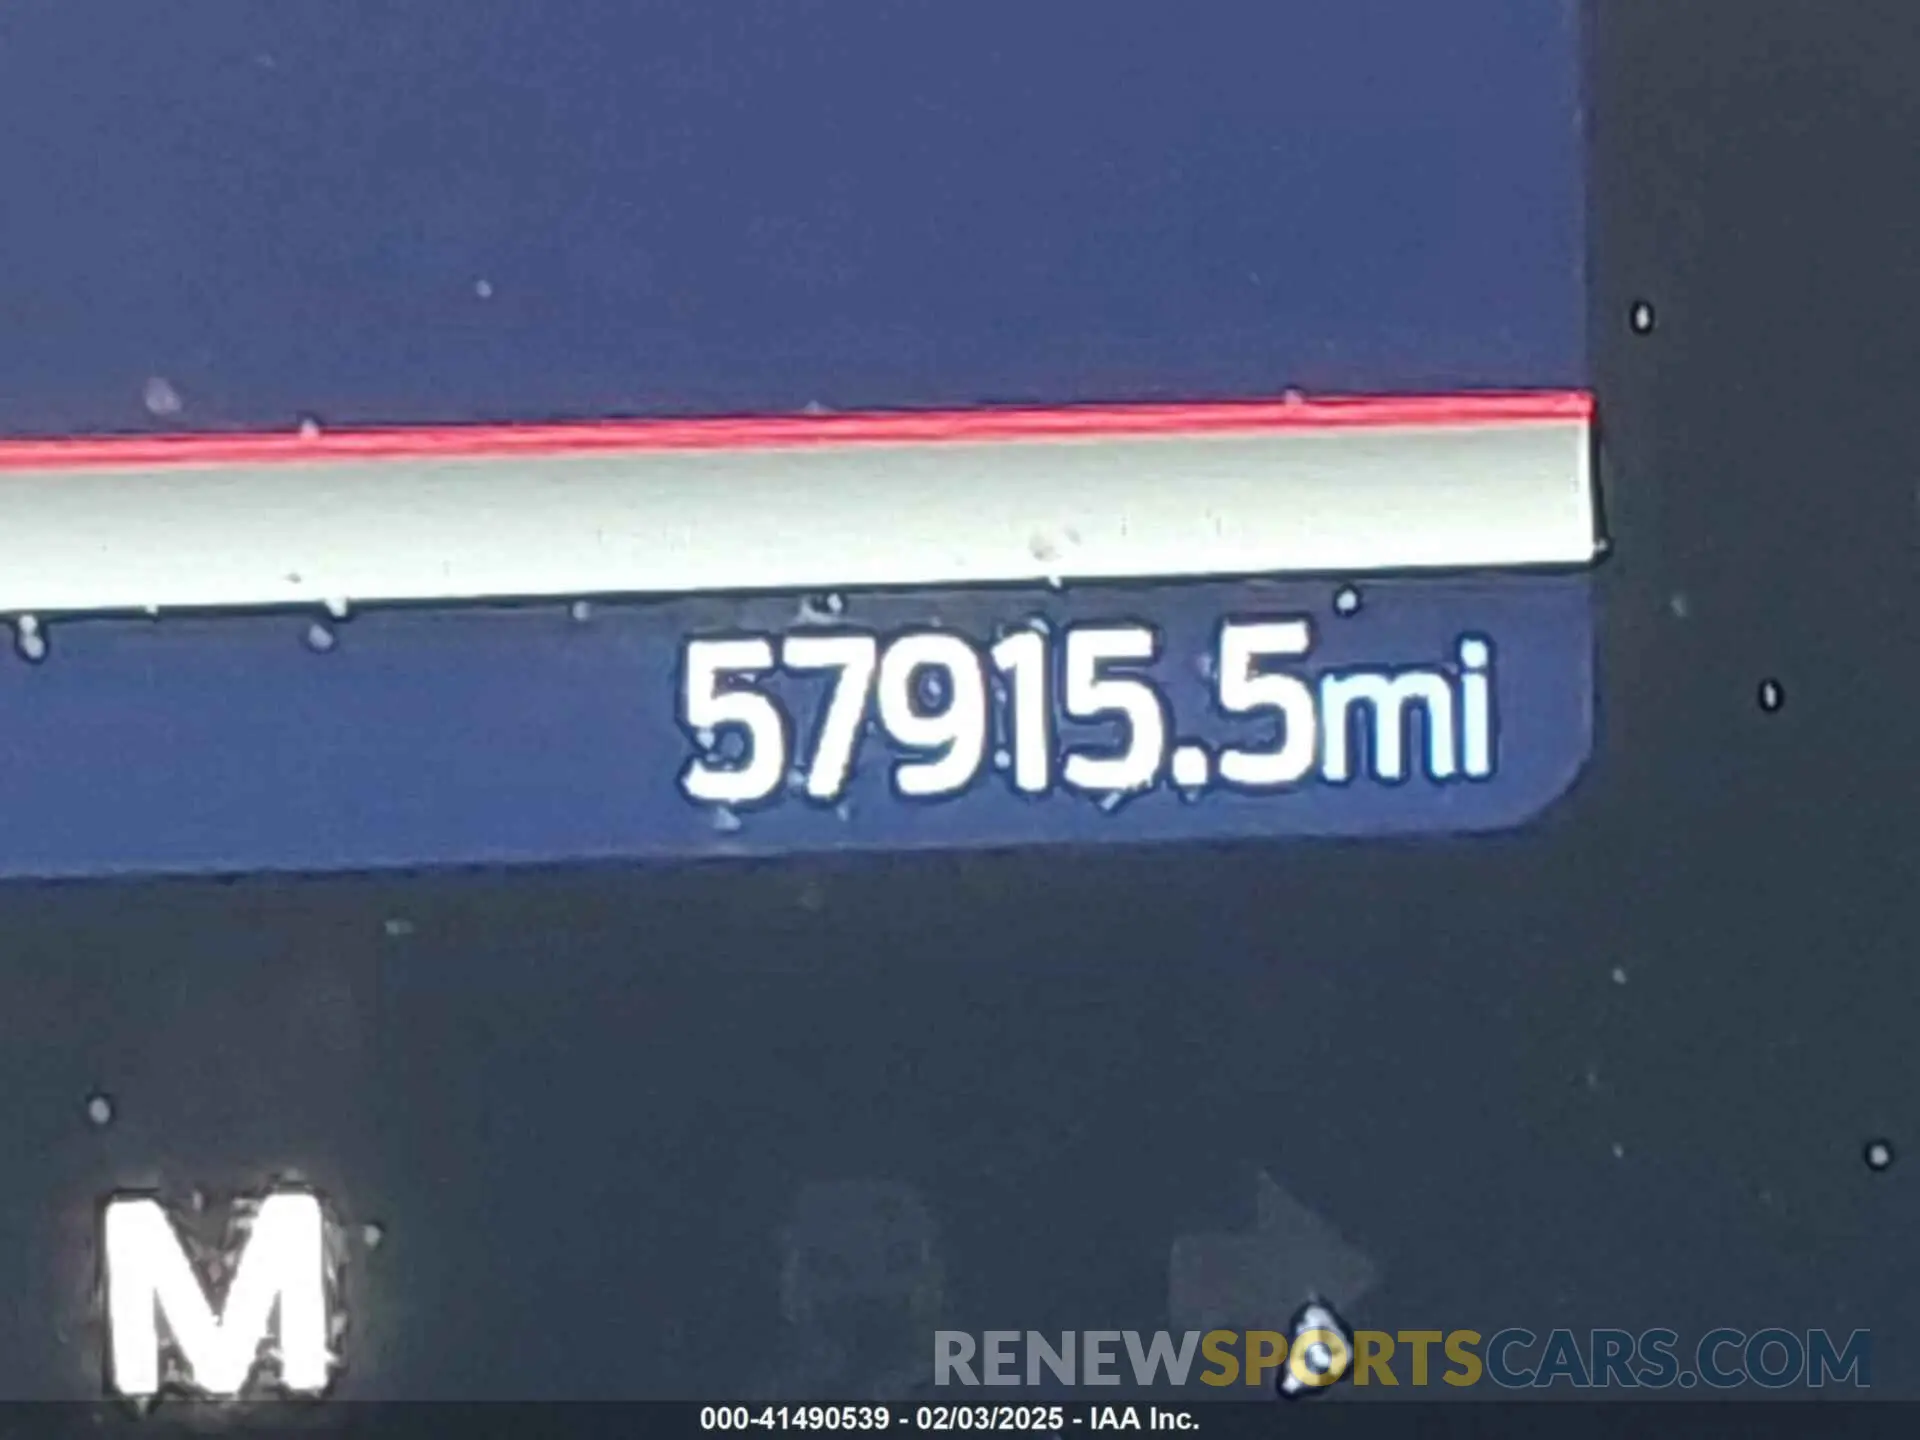 57915.5mi
M
RENEWSPORTSCARS.COM
000-41490539 - 02/03/2025 - IAA Inc.